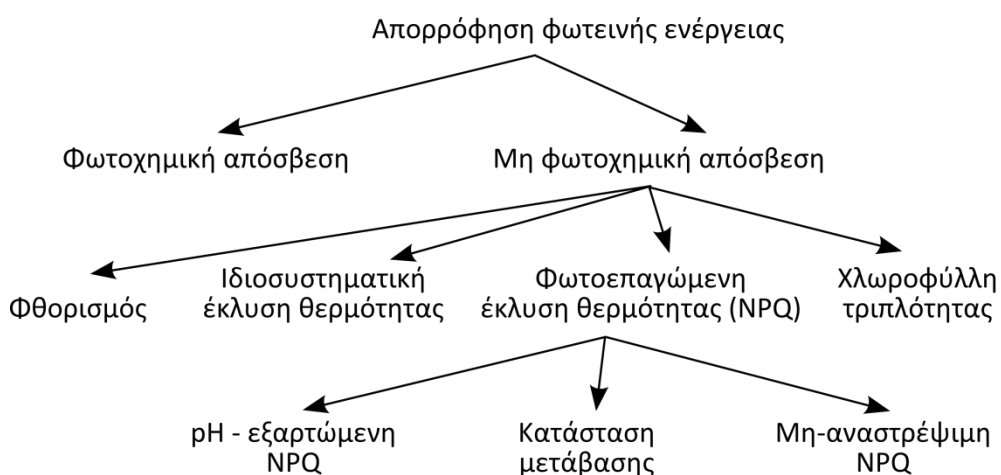 Απορρόφηση φωτεινής ενέργειας
Φωτοχημική απόσβεση
Μη φωτοχημική απόσβεση
Φθορισμός
Ιδιοσυστηματική
έκλυση θερμότητας
Φωτοεπαγώμενη
έκλυση θερμότητας (NPQ)
Χλωροφύλλη
τριπλότητας
pH - εξαρτώμενη
NPQ
Κατάσταση
μετάβασης
Μη-αναστρέψιμη
NPQ